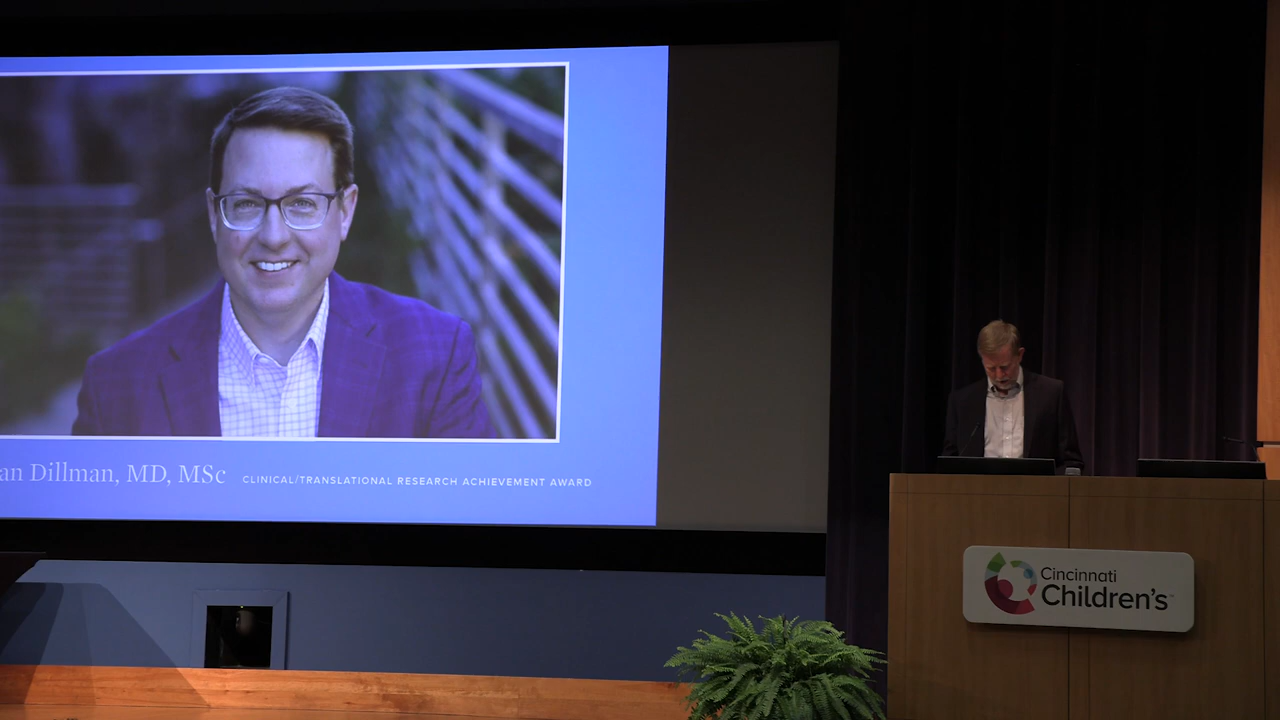 an Dillman, MD, MSc CLINICAL/TRANSLATIONAL RESEARCH ACHIEVEMENT AWARD
Cincinnati
Children's